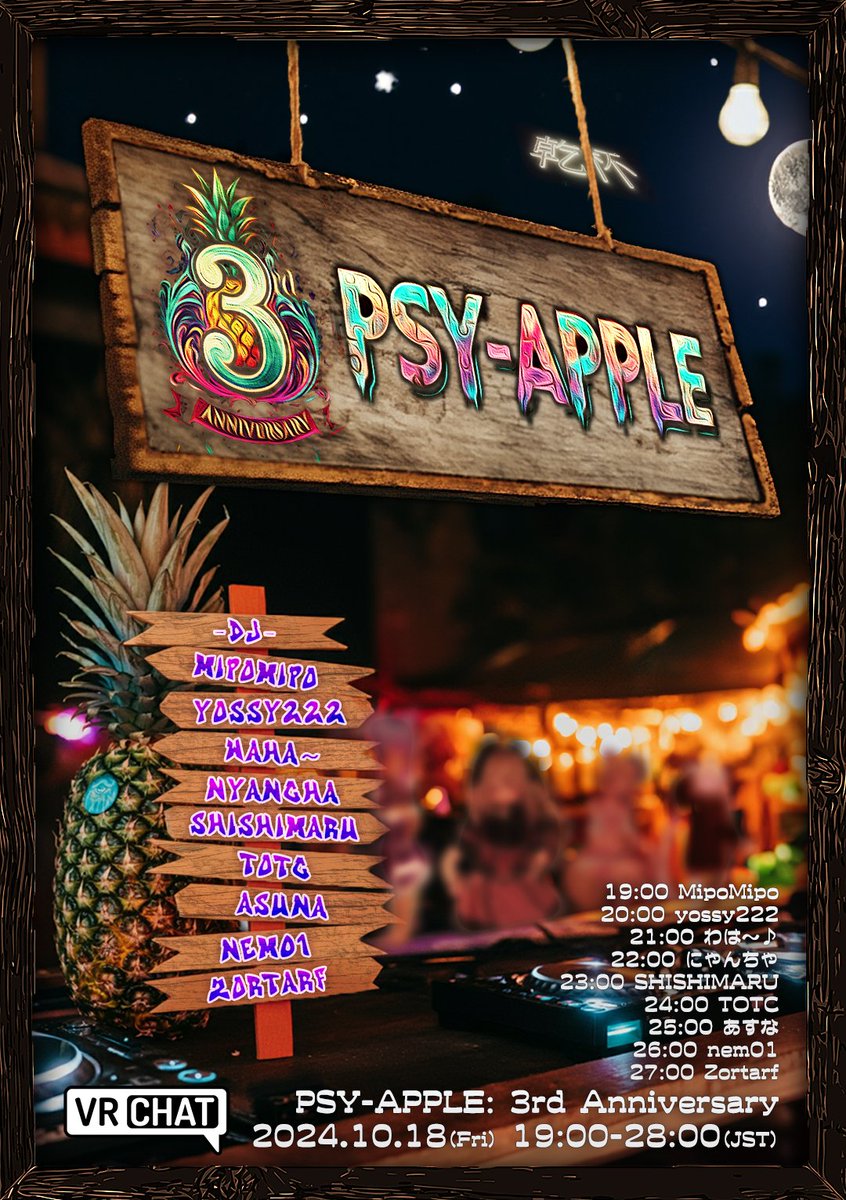 3
ANNIVERSARY
PSY-APPLE
-DJ-
MIPOMIPO
YOSSY222
WAHA~
NYANCHA
SHISHIMARU
TOTC
ASUNA
NEM01
ZORTARF
19:00 MipoMipo
20:00 yossy222
21:00 わは～♪
22:00 にゃんちゃ
23:00 SHISHIMARU
24:00 TOTC
25:00 あすな
26:00 nem01
27:00 Zortarf
VRCHAT
PSY-APPLE: 3rd Anniversary
2024.10.18(Fri) 19:00-28:00(JST)